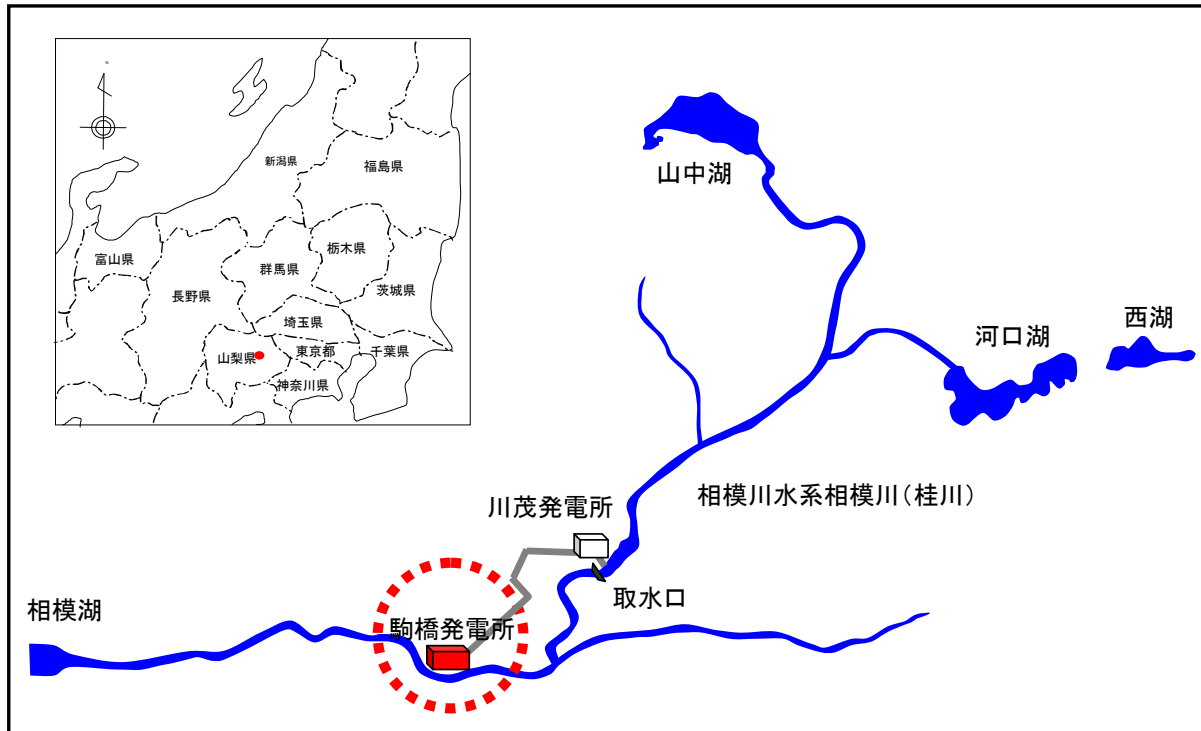 N
新潟県
福島県
富山県
栃木県
群馬県
長野県
茨城県
埼玉県
山梨県
東京都
千葉県
神奈川県
山中湖
西湖
河口湖
相模川水系相模川(桂川)
川茂発電所
取水口
相模湖
駒橋発電所